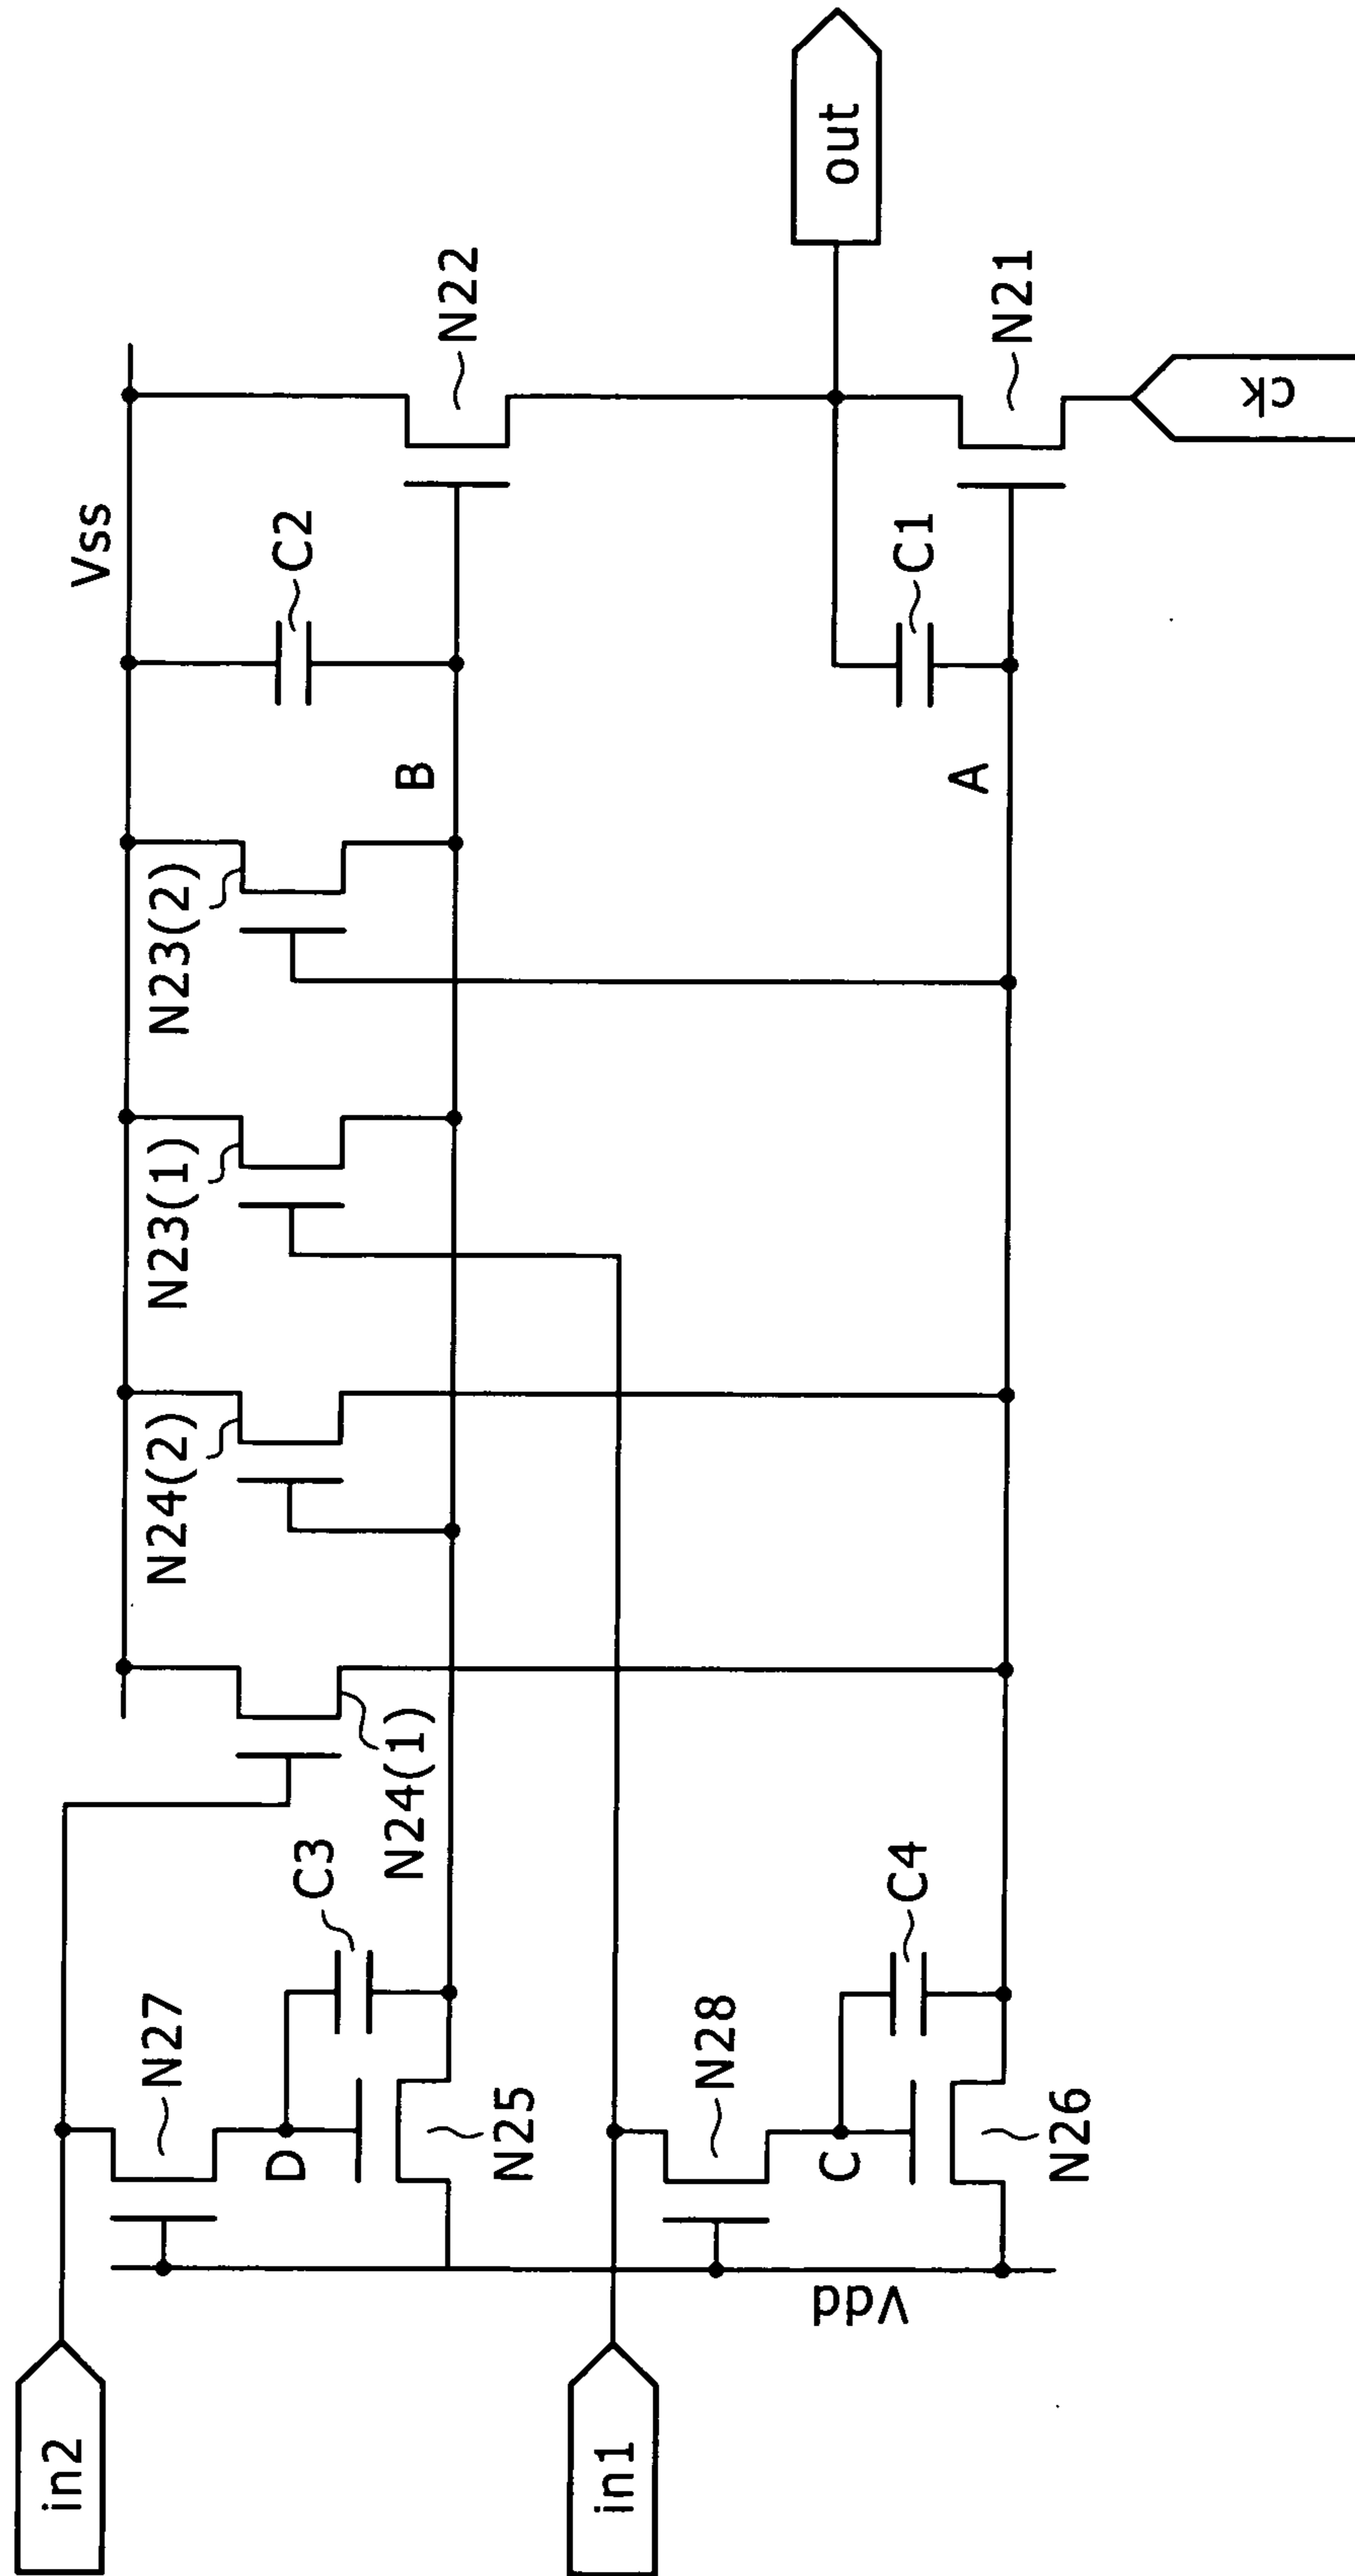 in2
in1
Vdd
N27
D
C3
N25
N28
C
C4
N26
N24(1)
N24(2)
N23(1)
N23(2)
B
A
Vss
C2
C1
N22
N21
out
ck